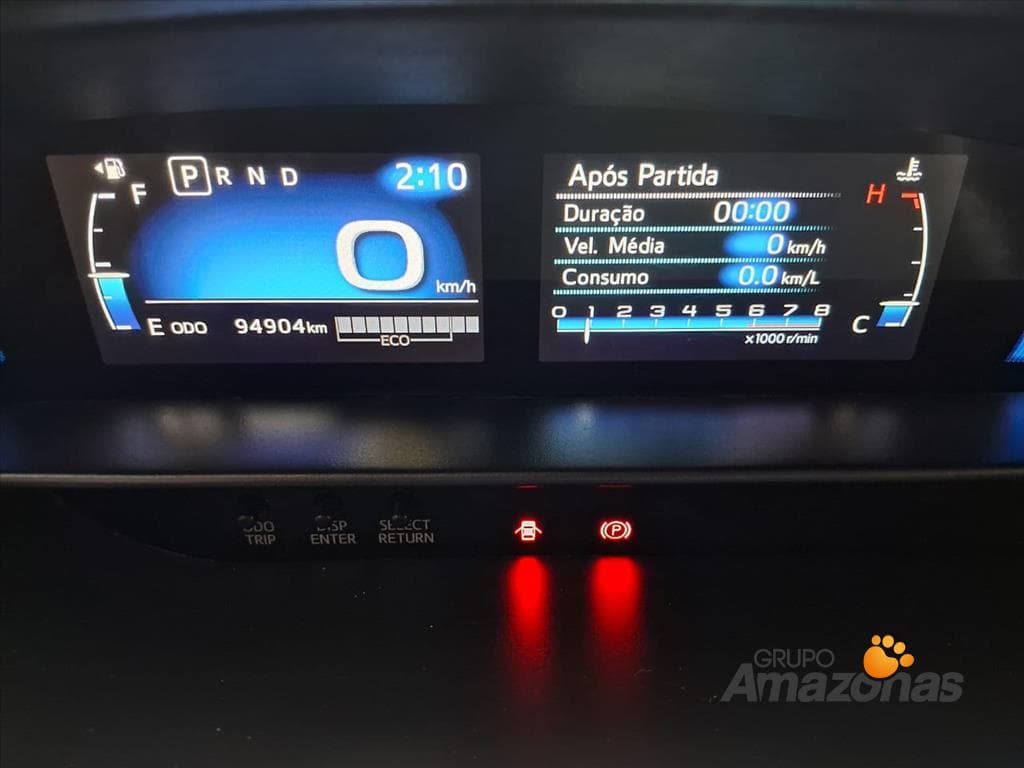 F P R N D 2:10
0 km/h
E ODO 94904km
ECO
Após Partida
H
Duração 00:00
Vel. Média 0 km/h
Consumo 0.0 km/L
0 1 2 3 4 5 6 7 8
C
x1000 r/min
ODO DISP SELECT
TRIP ENTER RETURN
P
GRUPO
Amazonas